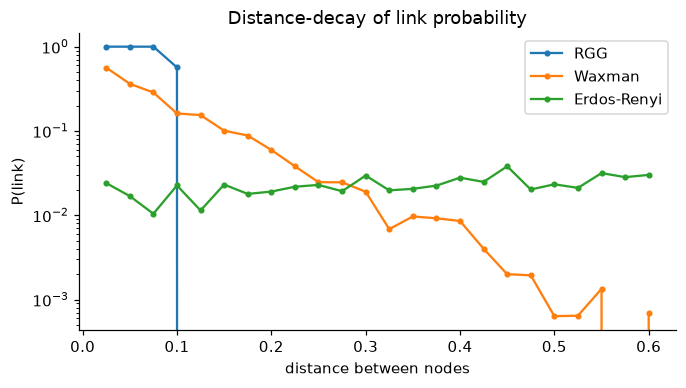 Distance-decay of link probability
RGG
Waxman
Erdos-Renyi
P(link)
10⁰
10⁻¹
10⁻²
10⁻³
0.0 0.1 0.2 0.3 0.4 0.5 0.6
distance between nodes